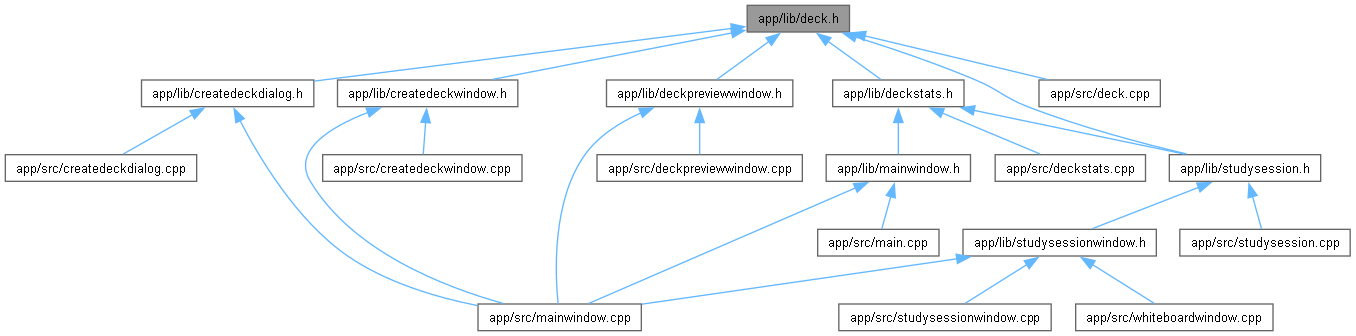 app/lib/deck.h
app/lib/createdeckdialog.h
app/lib/createdeckwindow.h
app/lib/deckpreviewwindow.h
app/lib/deckstats.h
app/src/deck.cpp
app/src/createdeckdialog.cpp
app/src/createdeckwindow.cpp
app/src/deckpreviewwindow.cpp
app/lib/mainwindow.h
app/src/deckstats.cpp
app/lib/studysession.h
app/src/main.cpp
app/lib/studysessionwindow.h
app/src/studysession.cpp
app/src/mainwindow.cpp
app/src/studysessionwindow.cpp
app/src/whiteboardwindow.cpp